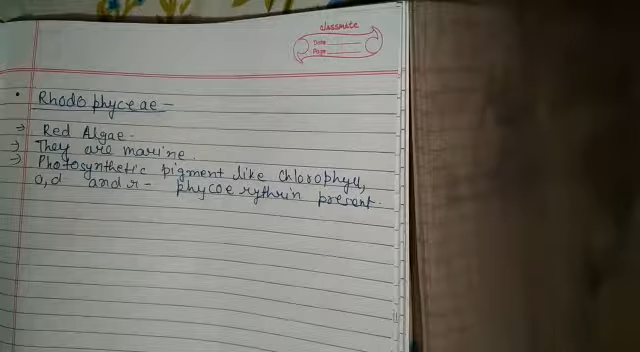 classmate
Date
Page
• Rhodophyceae -
→ Red Algae.
→ They are marine.
→ Photosynthetic pigment like chlorophyll,
a, d and r- phycoerythrin present.